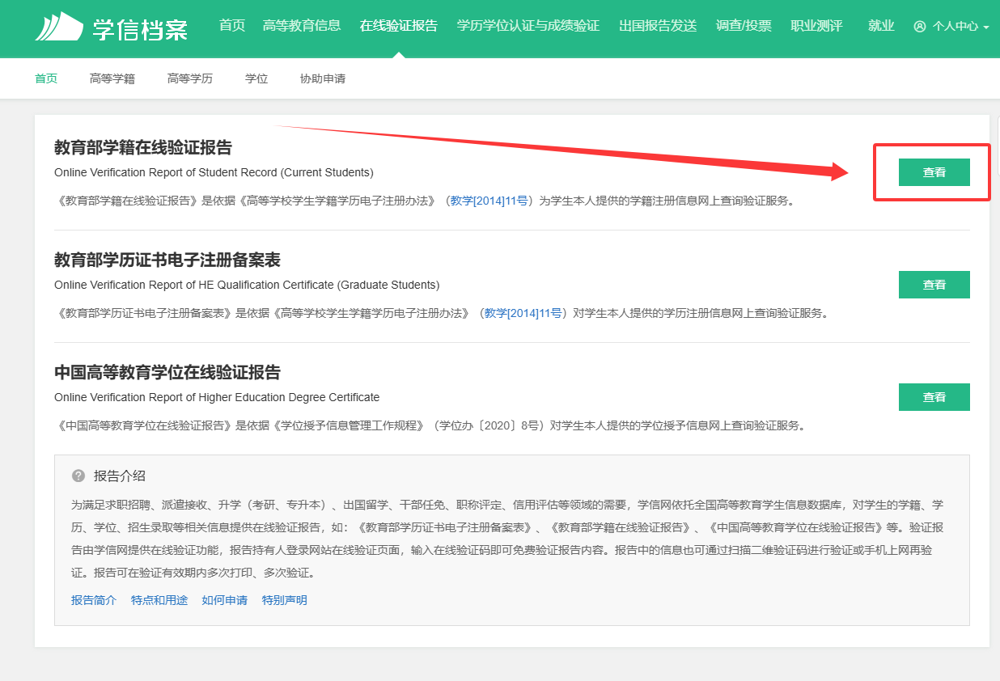 学信档案
首页 高等教育信息 在线验证报告 学历学位认证与成绩验证 出国报告发送 调查/投票 职业测评 就业 个人中心
首页 高等学籍 高等学历 学位 协助申请
教育部学籍在线验证报告
Online Verification Report of Student Record (Current Students)
查看
《教育部学籍在线验证报告》是依据《高等学校学生学籍学历电子注册办法》（教学[2014]11号）为学生本人提供的学籍注册信息网上查询验证服务。
教育部学历证书电子注册备案表
Online Verification Report of HE Qualification Certificate (Graduate Students)
查看
《教育部学历证书电子注册备案表》是依据《高等学校学生学籍学历电子注册办法》（教学[2014]11号）对学生本人提供的学历注册信息网上查询验证服务。
中国高等教育学位在线验证报告
Online Verification Report of Higher Education Degree Certificate
查看
《中国高等教育学位在线验证报告》是依据《学位授予信息管理工作规程》（学位办〔2020〕8号）对学生本人提供的学位授予信息网上查询验证服务。
? 报告介绍
为满足求职招聘、派遣接收、升学（考研、专升本）、出国留学、干部任免、职称评定、信用评估等领域的需要，学信网依托全国高等教育学生信息数据库，对学生的学籍、学
历、学位、招生录取等相关信息提供在线验证报告，如：《教育部学历证书电子注册备案表》、《教育部学籍在线验证报告》、《中国高等教育学位在线验证报告》等。验证报
告由学信网提供在线验证功能，报告持有人登录网站在线验证页面，输入在线验证码即可免费验证报告内容。报告中的信息也可通过扫描二维验证码进行验证或手机上网再验
证。报告可在验证有效期内多次打印、多次验证。
报告简介 特点和用途 如何申请 特别声明